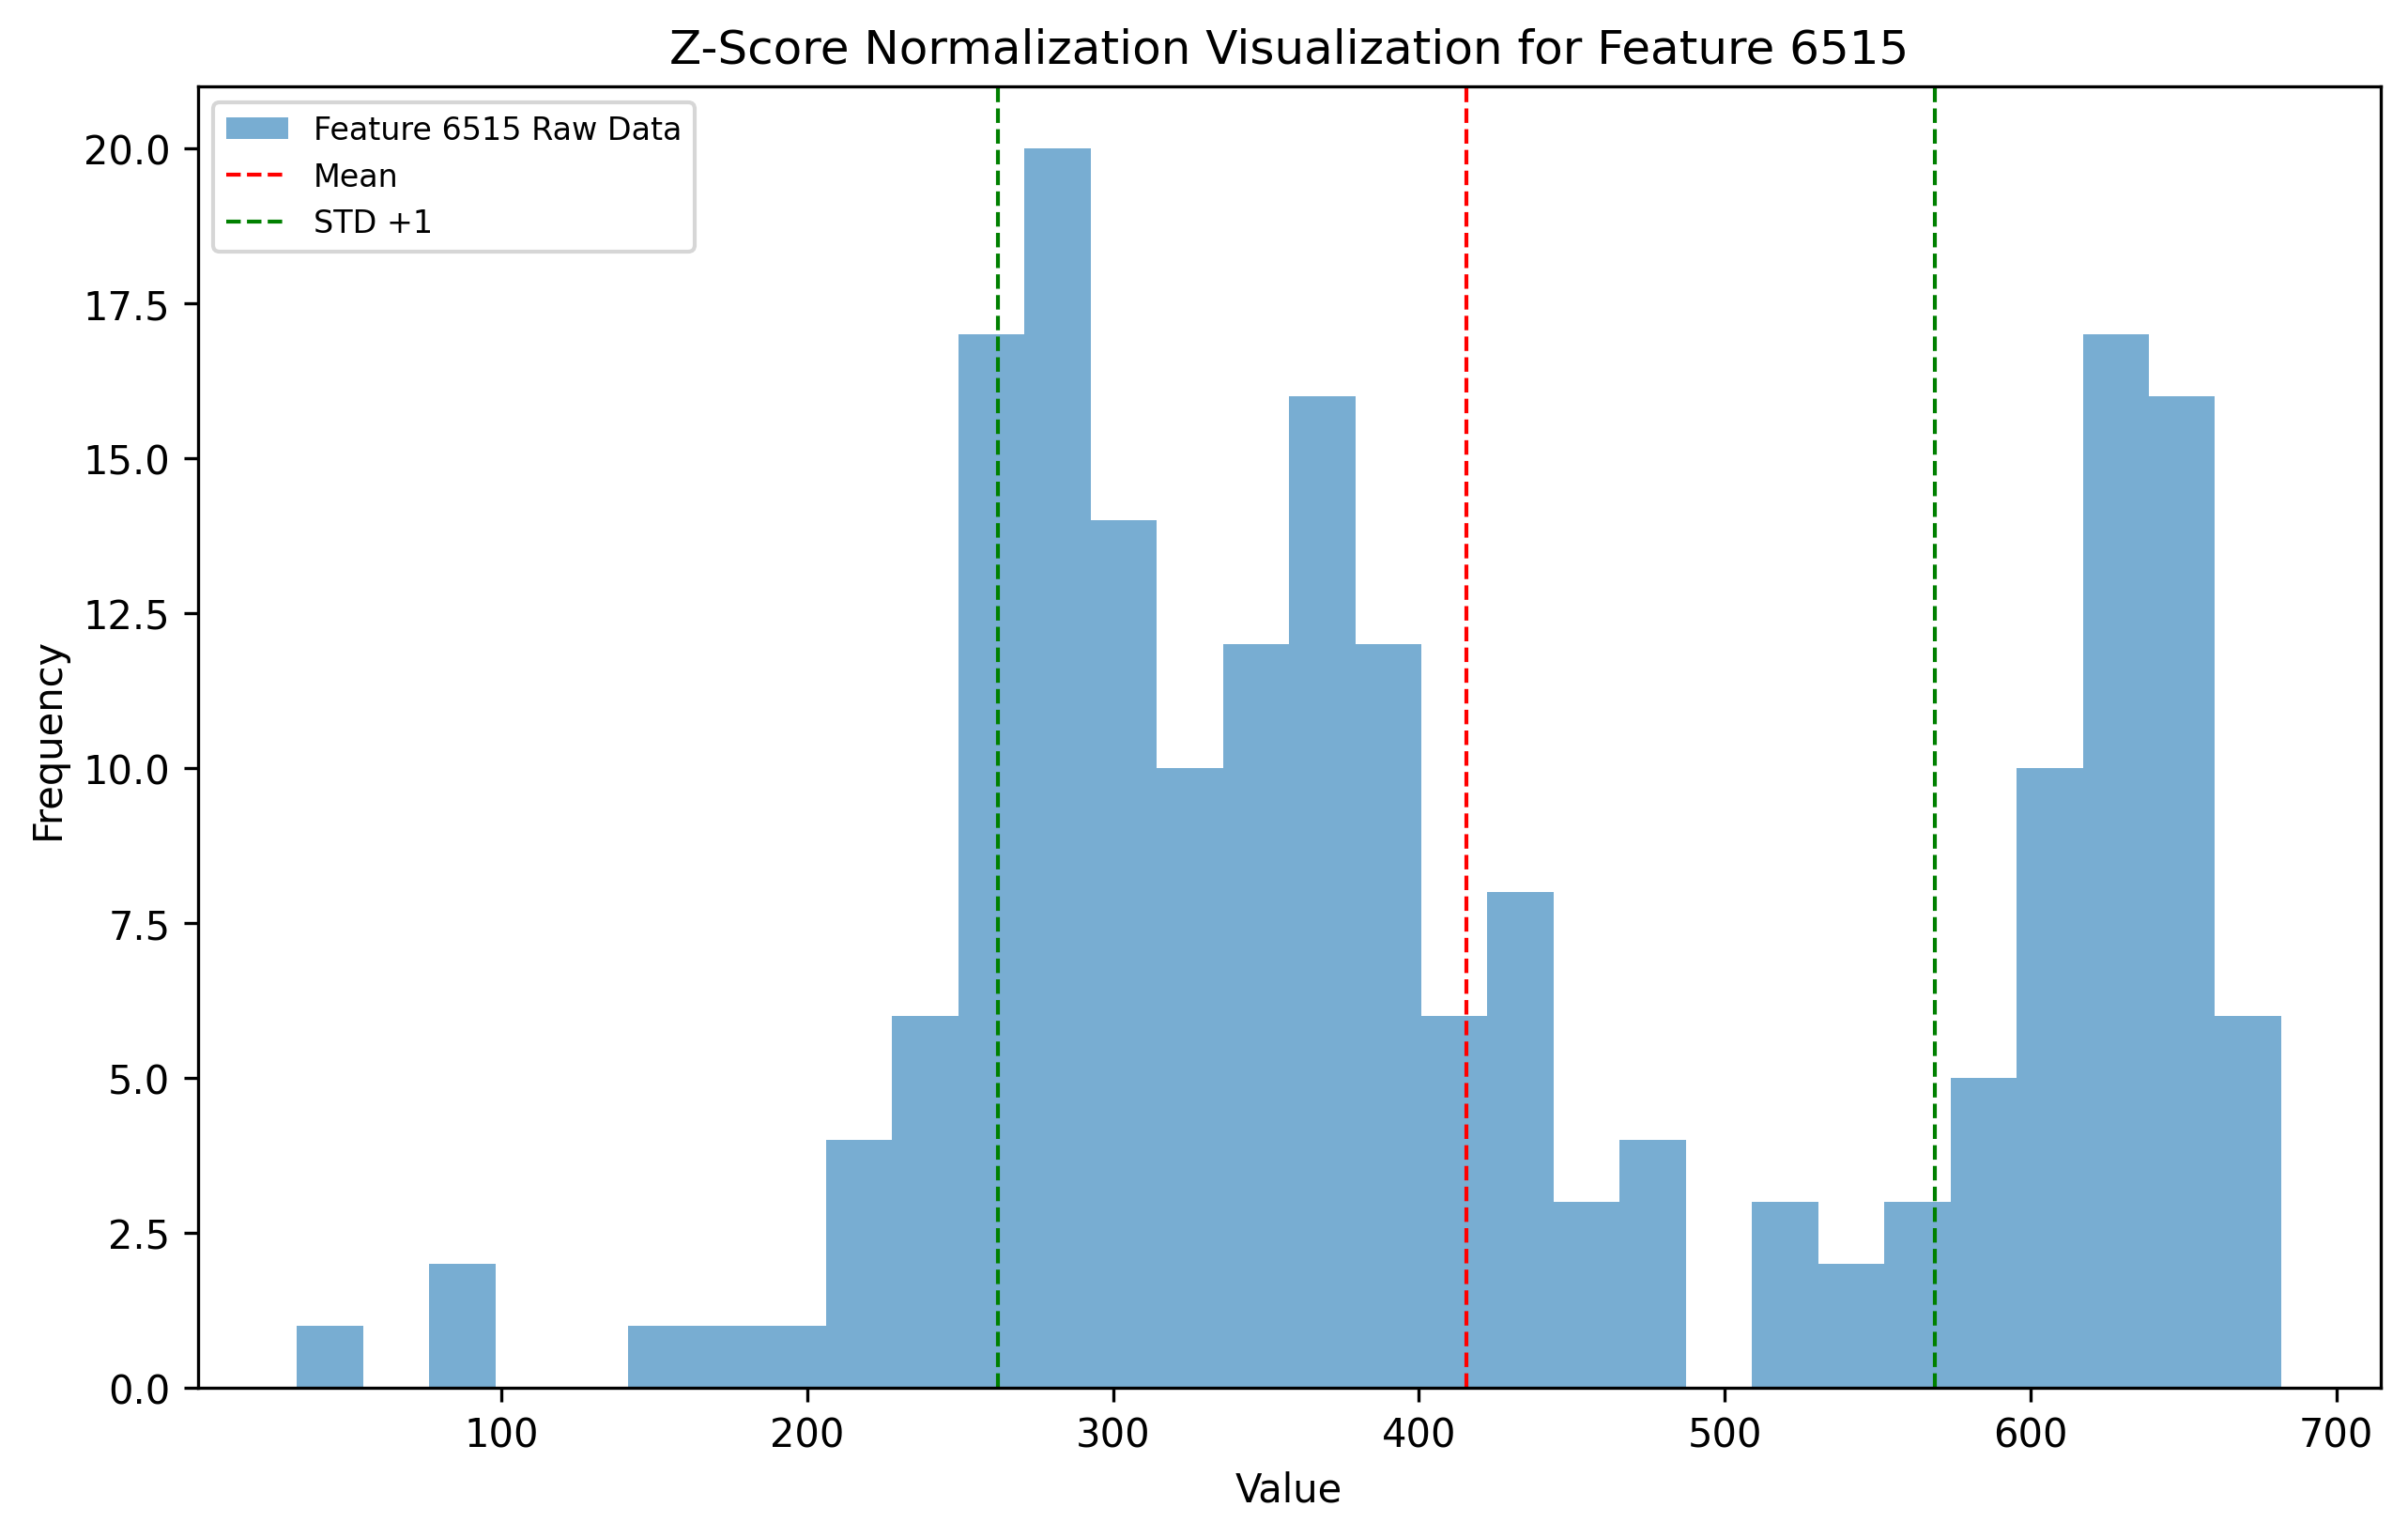 Z-Score Normalization Visualization for Feature 6515
Feature 6515 Raw Data
Mean
STD +1
20.0
17.5
15.0
12.5
10.0
7.5
5.0
2.5
0.0
Frequency
100 200 300 400 500 600 700
Value